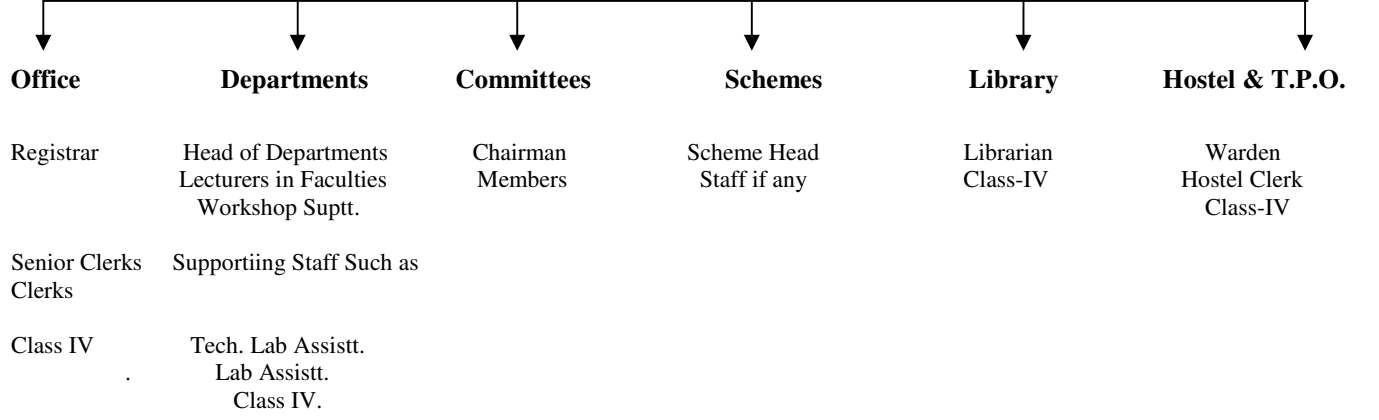 Office Departments Committees Schemes Library Hostel & T.P.O.
Registrar Head of Departments Chairman Scheme Head Librarian Warden
Lecturers in Faculties Members Staff if any Class-IV Hostel Clerk
Workshop Suptt. Class-IV
Senior Clerks Supportiing Staff Such as
Clerks
Class IV Tech. Lab Assistt.
. Lab Assistt.
Class IV.